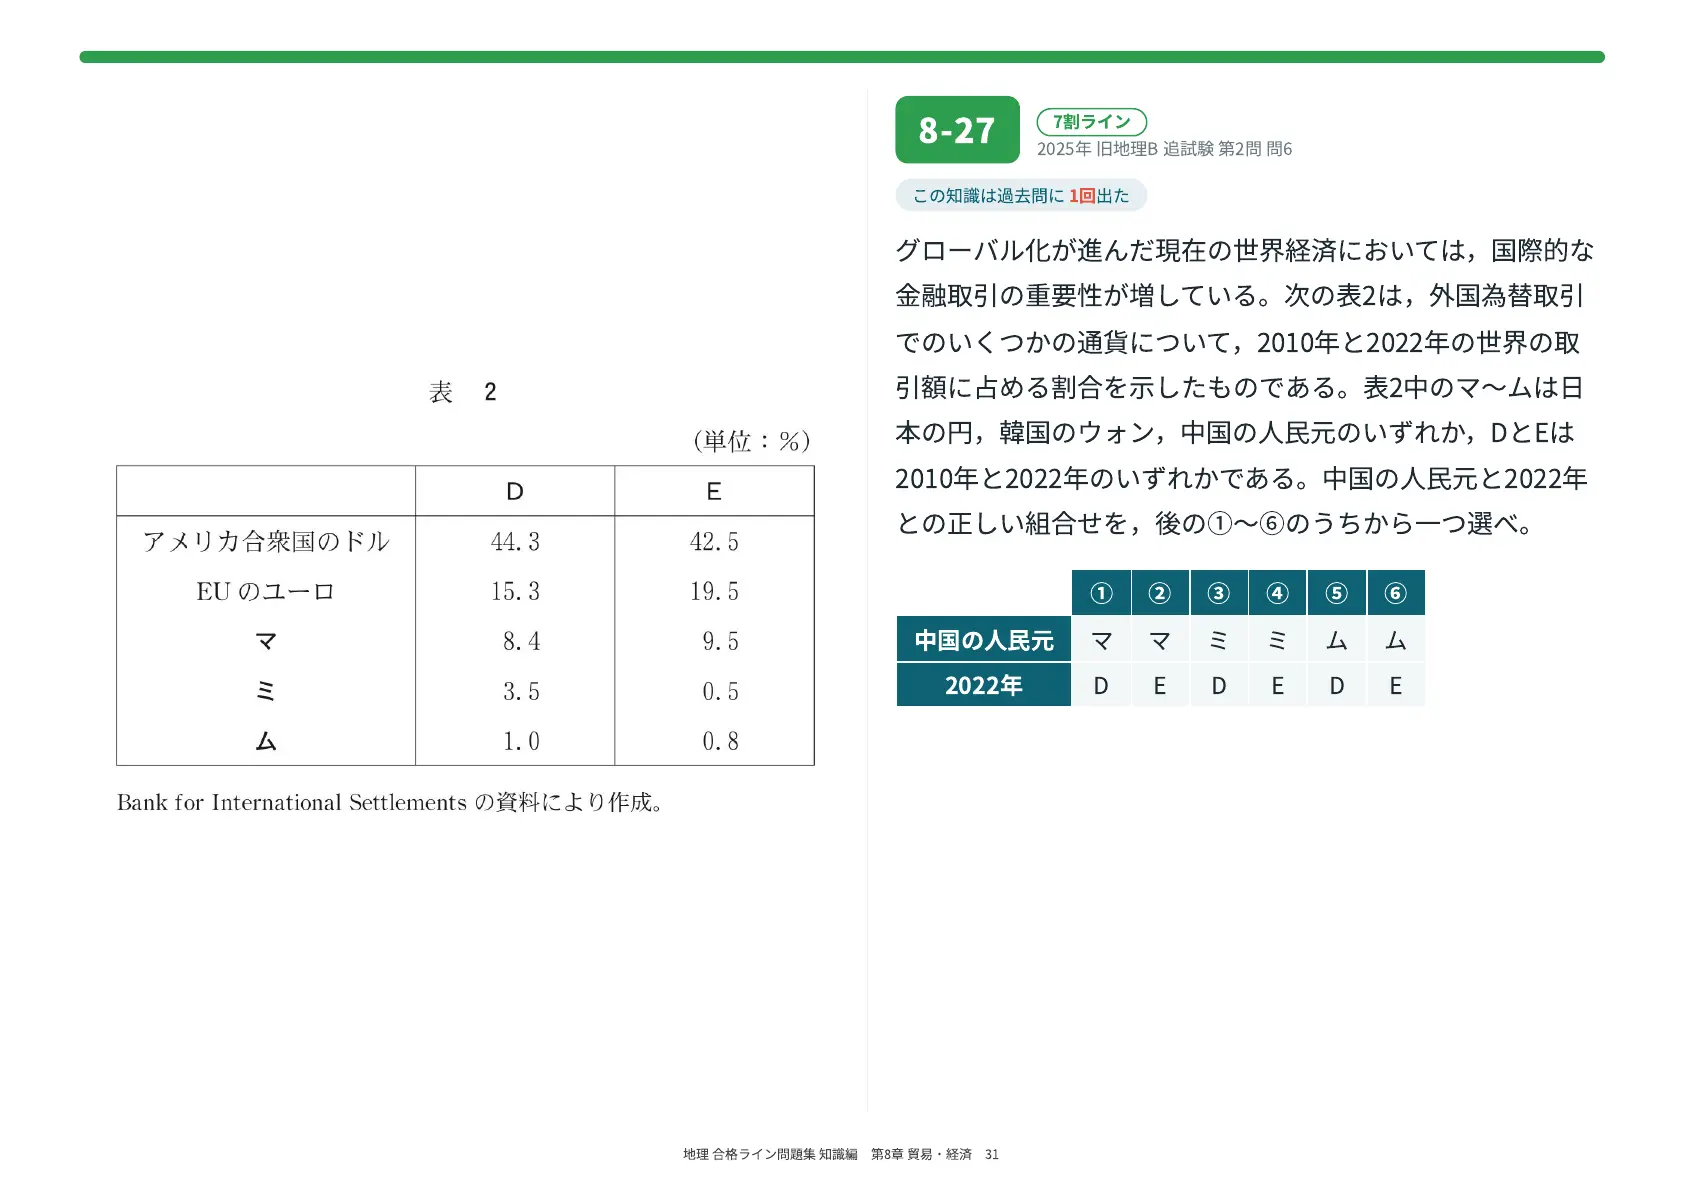 表 2
(単位：%)
D E
アメリカ合衆国のドル 44.3 42.5
EUのユーロ 15.3 19.5
マ 8.4 9.5
ミ 3.5 0.5
ム 1.0 0.8
Bank for International Settlements の資料により作成。
8-27
7割ライン
2025年 旧地理B 追試験 第2問 問6
この知識は過去問に 1回出た
グローバル化が進んだ現在の世界経済においては，国際的な
金融取引の重要性が増している。次の表2は，外国為替取引
でのいくつかの通貨について，2010年と2022年の世界の取
引額に占める割合を示したものである。表2中のマ～ムは日
本の円，韓国のウォン，中国の人民元のいずれか，DとEは
2010年と2022年のいずれかである。中国の人民元と2022年
との正しい組合せを，後の①～⑥のうちから一つ選べ。
① ② ③ ④ ⑤ ⑥
中国の人民元 マ マ ミ ミ ム ム
2022年 D E D E D E
地理 合格ライン問題集 知識編 第8章 貿易・経済 31